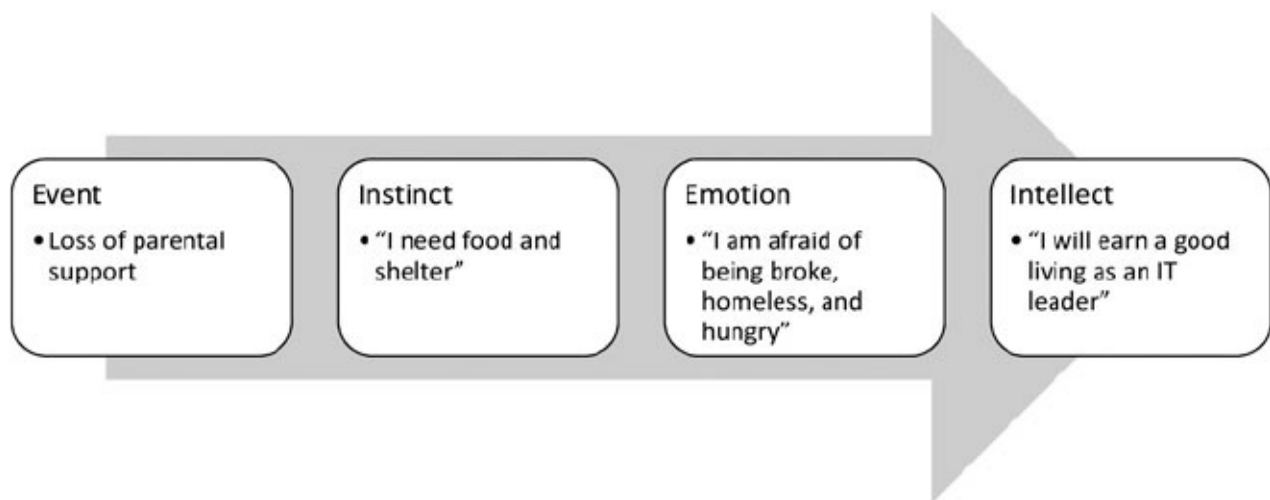 Event
• Loss of parental
support
Instinct
• “I need food and
shelter”
Emotion
• “I am afraid of
being broke,
homeless, and
hungry”
Intellect
• “I will earn a good
living as an IT
leader”